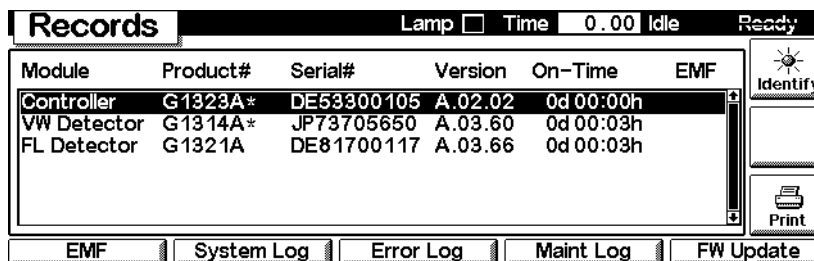 Records Lamp Time 0.00 Idle Ready
Module Product# Serial# Version On-Time EMF
Controller G1323A* DE53300105 A.02.02 0d 00:00h
VW Detector G1314A* JP73705650 A.03.60 0d 00:03h
FL Detector G1321A DE81700117 A.03.66 0d 00:03h
Identify
Print
EMF System Log Error Log Maint Log FW Update